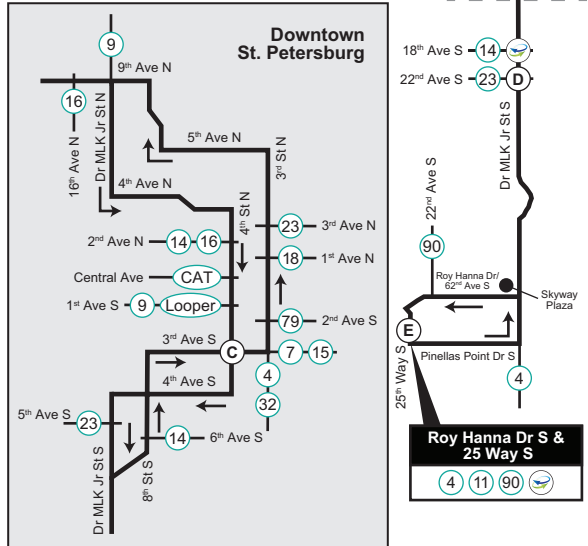 Downtown
St. Petersburg
9
9th Ave N
16
16th Ave N
Dr MLK Jr St N
5th Ave N
3rd St N
4th Ave N
4th St N
2nd Ave N 14 16
23 3rd Ave N
18 1st Ave N
Central Ave CAT
1st Ave S 9 Looper
79 2nd Ave S
3rd Ave S
C
7 15
4
32
4th Ave S
5th Ave S
23
14 6th Ave S
Dr MLK Jr St S
8th St S
18th Ave S 14
22nd Ave S 23 D
Dr MLK Jr St S
22nd Ave S
90
Roy Hanna Dr/
62nd Ave S
Skyway
Plaza
E
25th Way S
Pinellas Point Dr S
4
Roy Hanna Dr S &
25 Way S
4 11 90